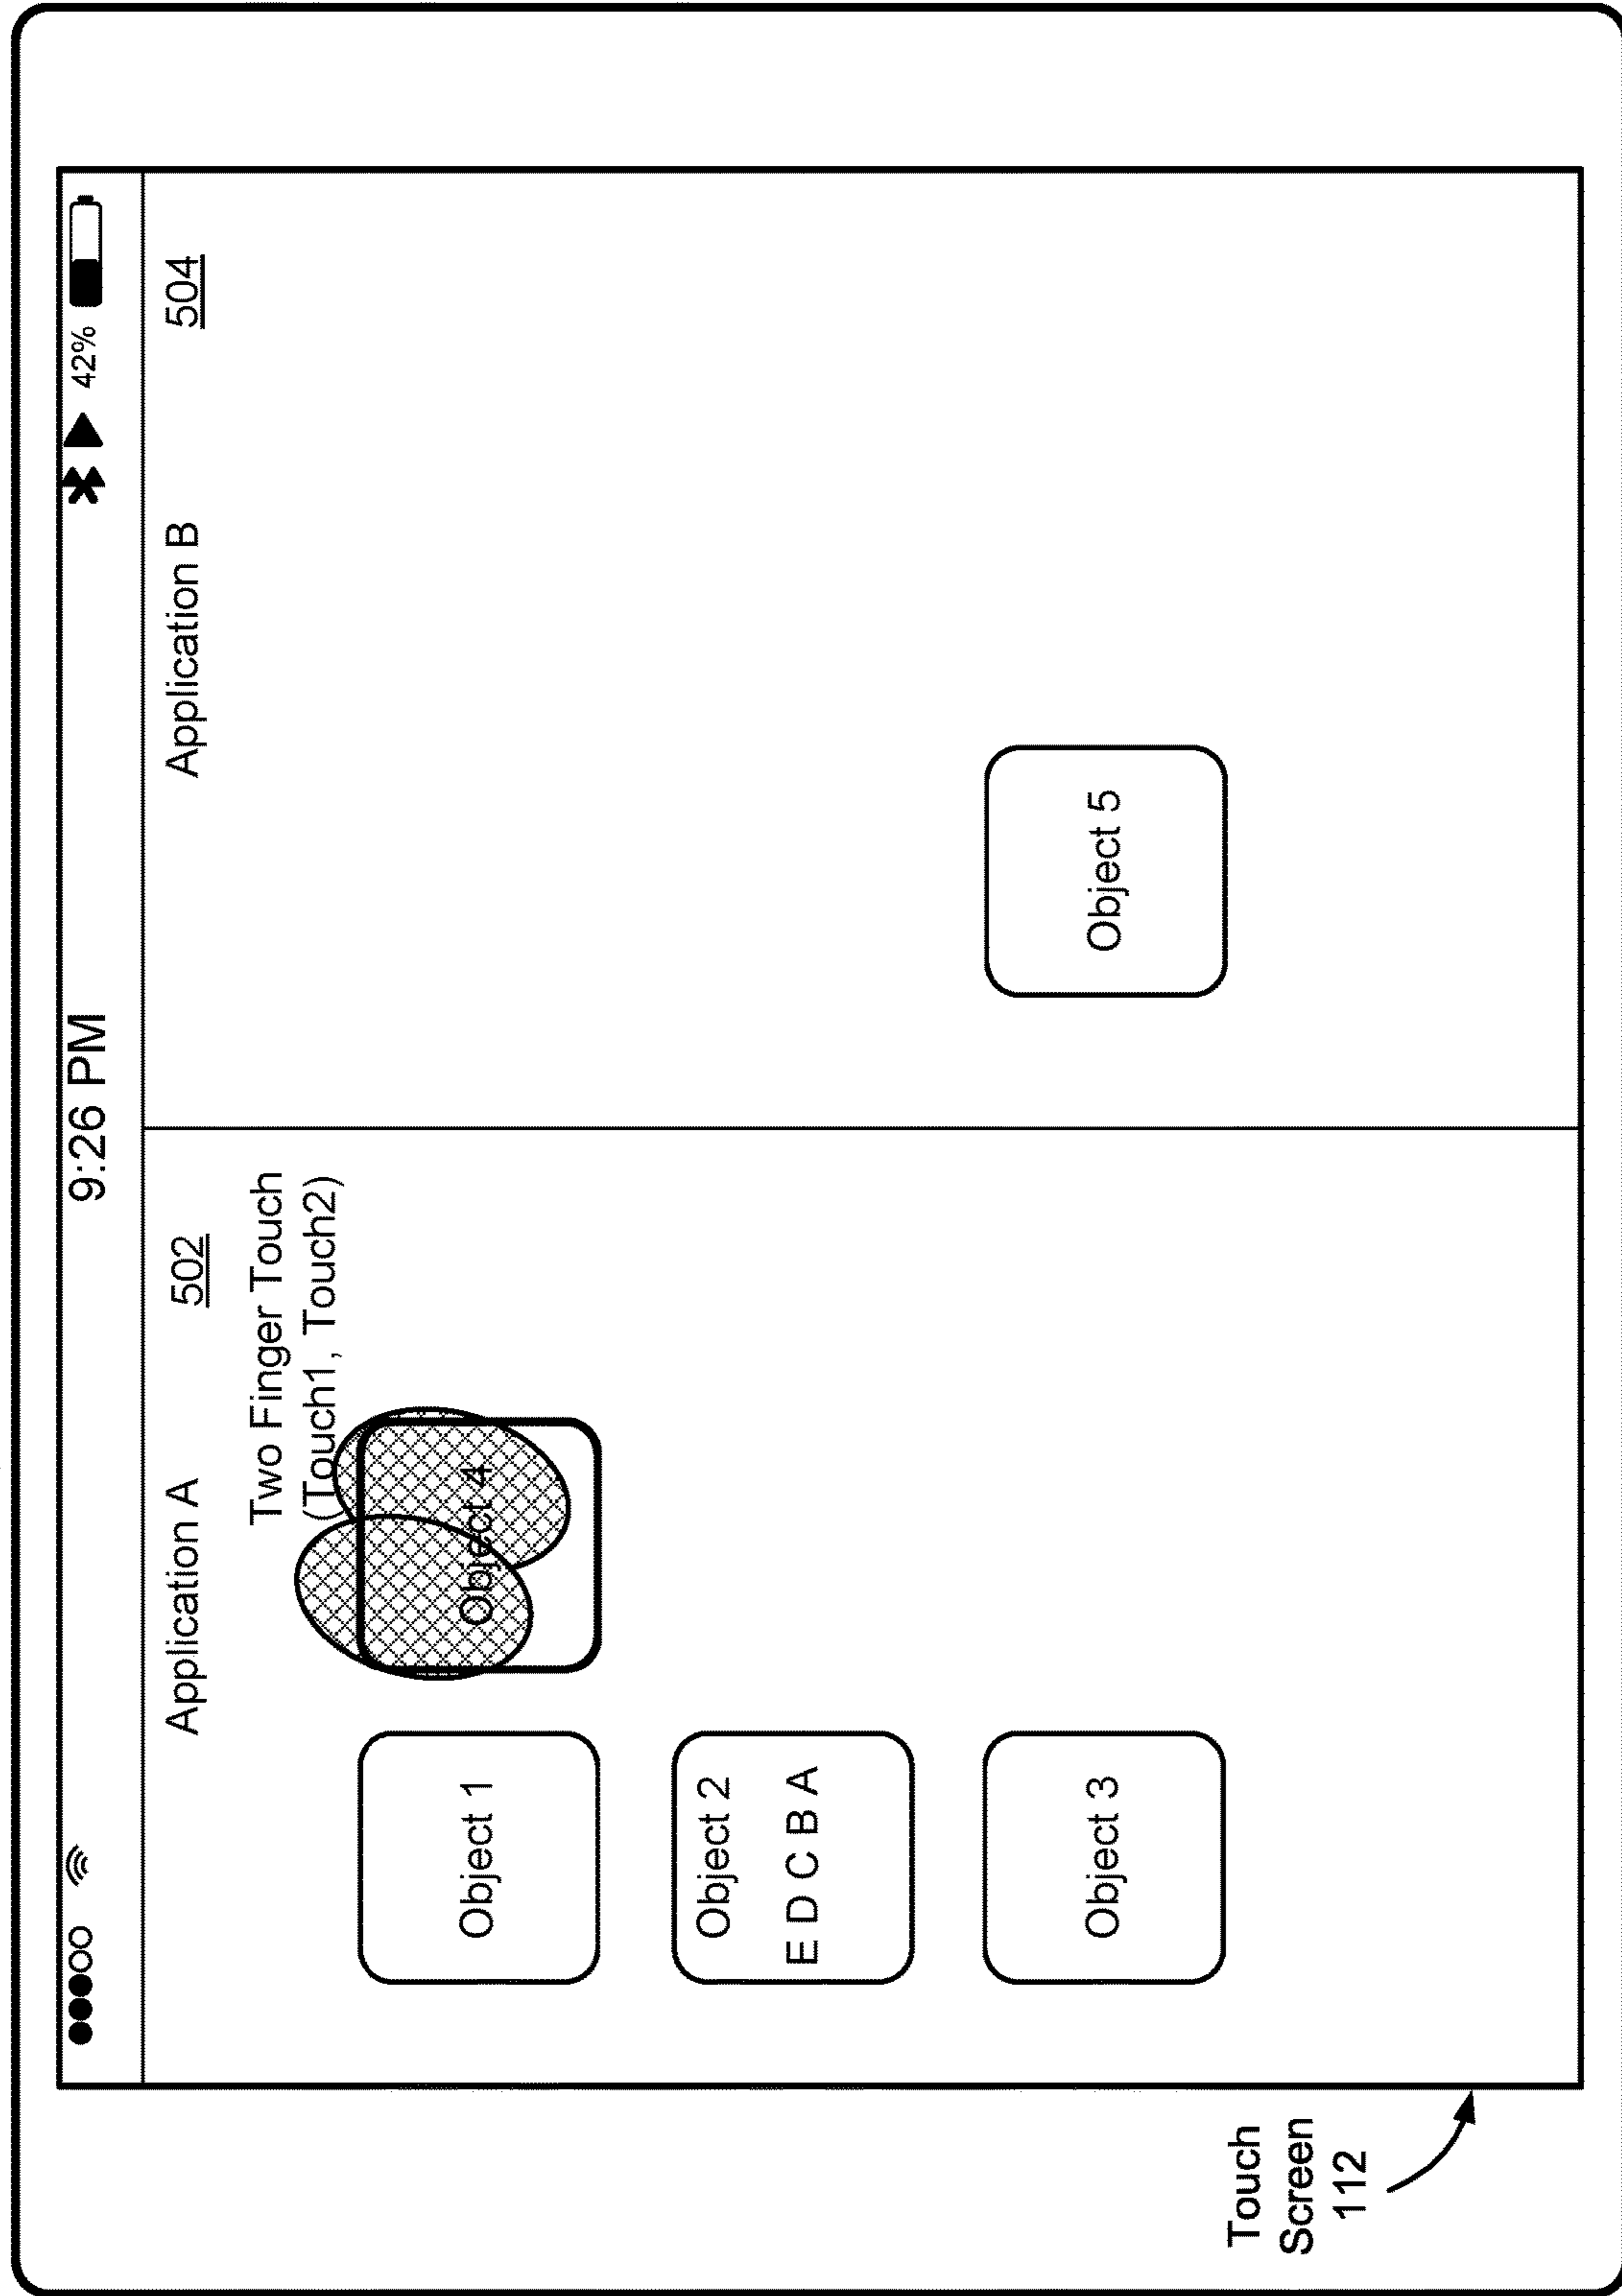 9:26 PM
42%
Application A
502
Application B
504
Two Finger Touch
(Touch1, Touch2)
Object 1
Object 4
Object 2
E D C B A
Object 3
Object 5
Touch
Screen
112